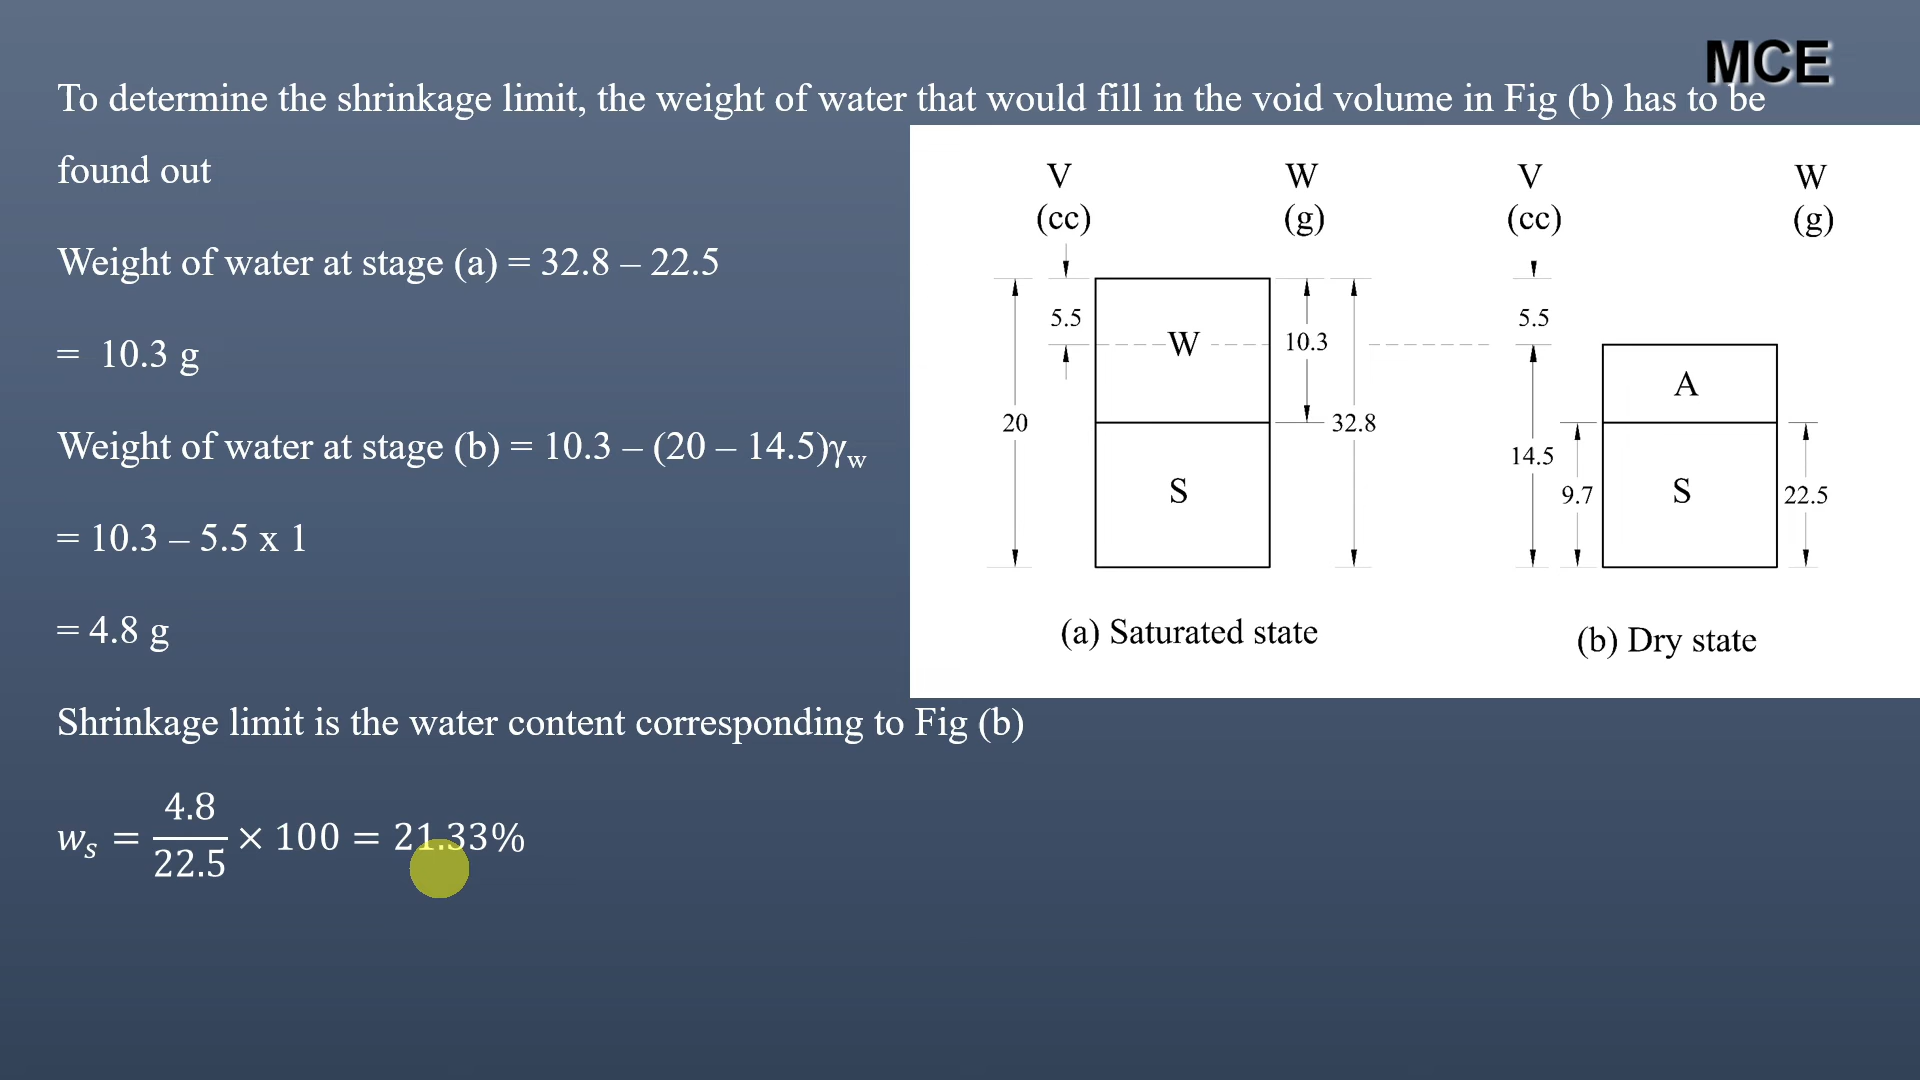 MCE
To determine the shrinkage limit, the weight of water that would fill in the void volume in Fig (b) has to be
found out
Weight of water at stage (a) = 32.8 – 22.5
= 10.3 g
Weight of water at stage (b) = 10.3 – (20 – 14.5)γw
= 10.3 – 5.5 x 1
= 4.8 g
Shrinkage limit is the water content corresponding to Fig (b)
ws = 4.8/22.5 × 100 = 21.33%
V W V W
(cc) (g) (cc) (g)
5.5 5.5
W 10.3
A
20 32.8
14.5
S 9.7 S 22.5
(a) Saturated state
(b) Dry state